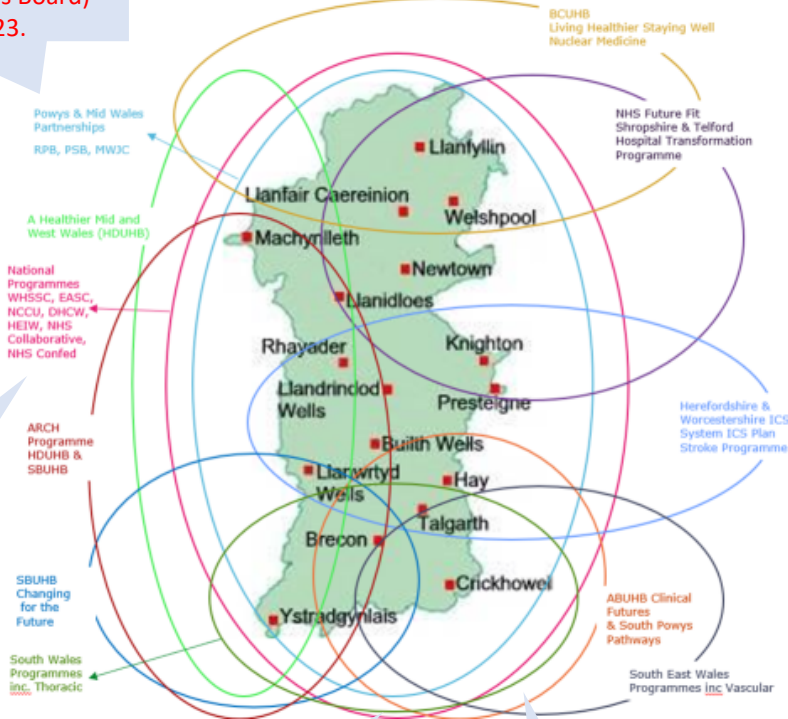 s Board)
23.
BCUHB
Living Healthier Staying Well
Nuclear Medicine
Powys & Mid Wales
Partnerships
RPB, PSB, MWJC
NHS Future Fit
Shropshire & Telford
Hospital Transformation
Programme
Llanfyllin
Llanfair Caereinion
Welshpool
A Healthier Mid and
West Wales (HDUHB)
Machynlleth
National
Programmes
WHSSC, EASC,
NCCU, DHCW,
HEIW, NHS
Collaborative,
NHS Confed
Newtown
Llanidloes
Rhayader
Knighton
Llandrindod
Wells
Presteigne
Herefordshire &
Worcestershire ICS
System ICS Plan
Stroke Programme
ARCH
Programme
HDUHB &
SBUHB
Builth Wells
Llanwrtyd
Wells
Hay
Talgarth
Brecon
Crickhowel
SBUHB
Changing
for the
Future
Ystradgynlais
ABUHB Clinical
Futures
& South Powys
Pathways
South Wales
Programmes
inc. Thoracic
South East Wales
Programmes inc Vascular